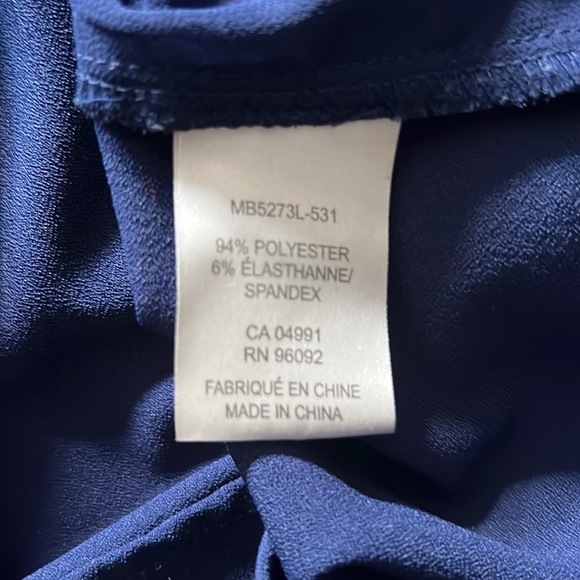 MB5273L-531
94% POLYESTER
6% ÉLASTHANNE/
SPANDEX
CA 04991
RN 96092
FABRIQUÉ EN CHINE
MADE IN CHINA